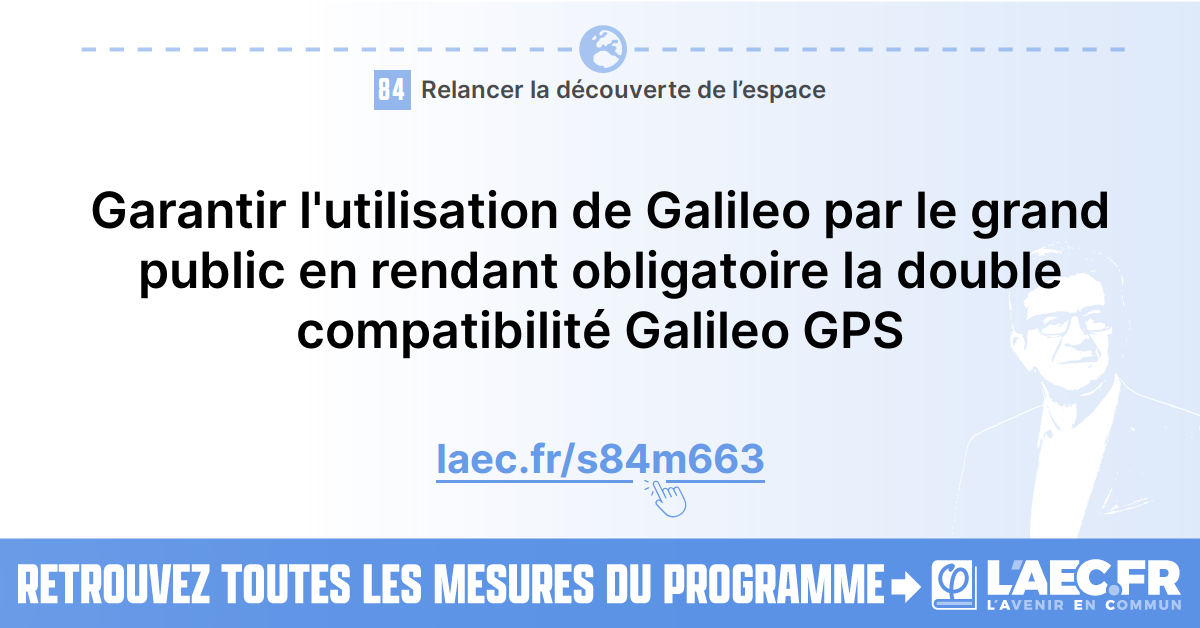 84 Relancer la découverte de l’espace
Garantir l'utilisation de Galileo par le grand
public en rendant obligatoire la double
compatibilité Galileo GPS
laec.fr/s84m663
RETROUVEZ TOUTES LES MESURES DU PROGRAMME
φ L'AEC.FR
L'AVENIR EN COMMUN